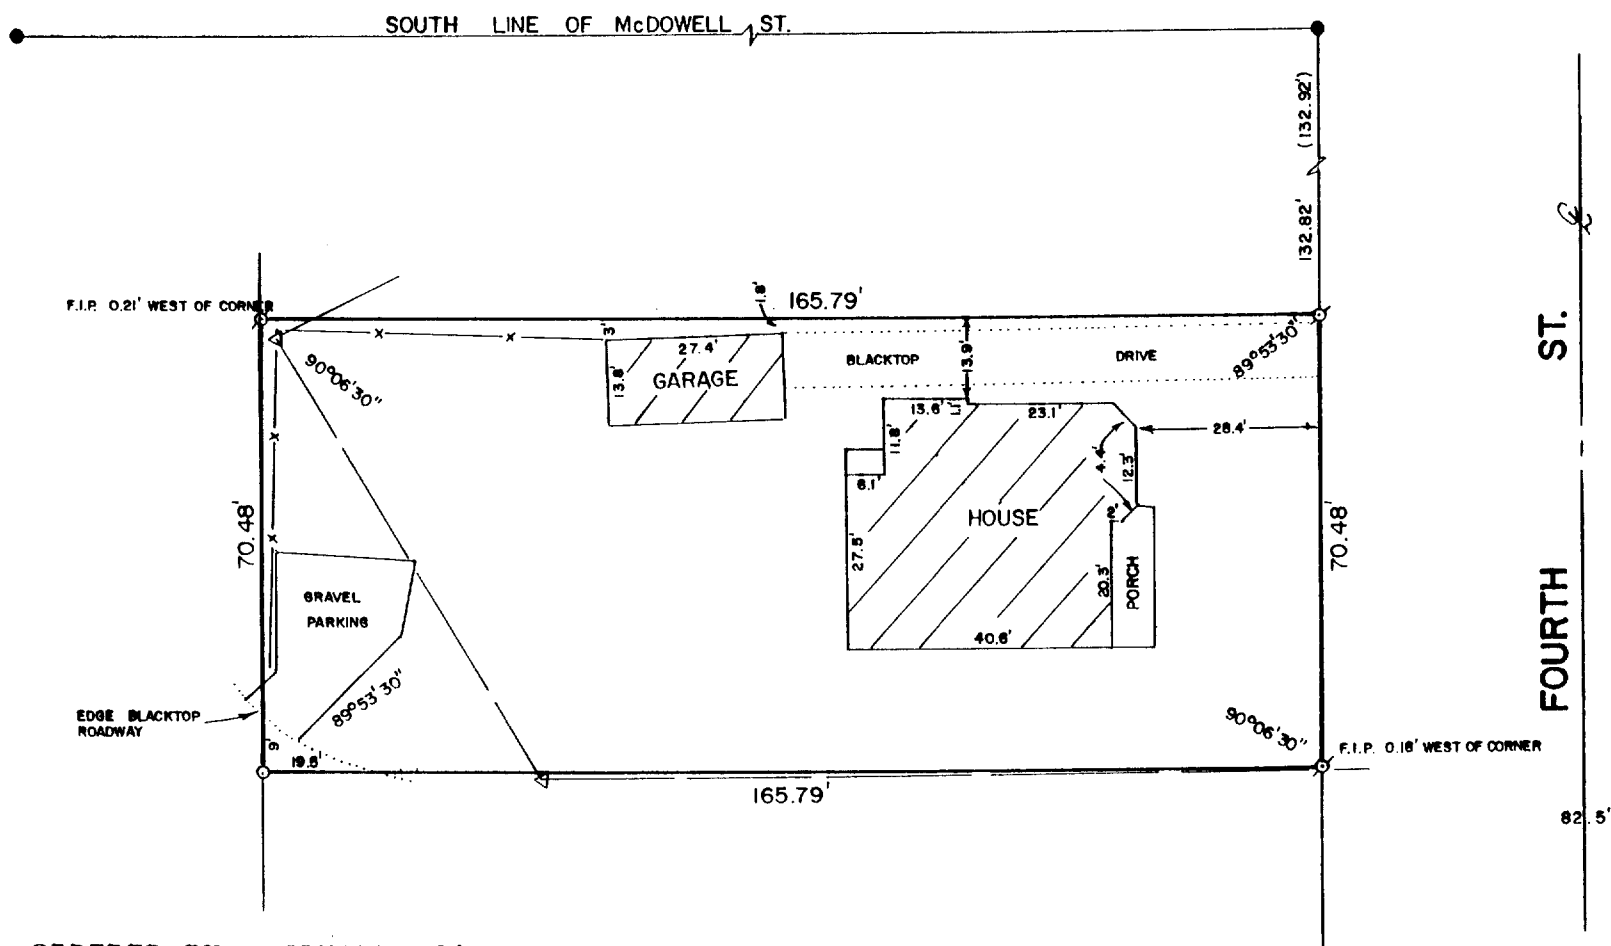 SOUTH LINE OF McDOWELL ST.
(132.92')
132.82'
F.I.P. 0.21' WEST OF CORNER
1.8'
165.79'
3'
27.4'
13.8'
GARAGE
BLACKTOP
13.9'
DRIVE
89°53'30"
90°06'30"
13.6'
1.1'
23.1'
28.4'
11.8'
4.4'
12.3'
6.1'
HOUSE
2'
27.5'
20.3'
PORCH
40.6'
70.48'
70.48'
GRAVEL
PARKING
89°53'30"
EDGE BLACKTOP
ROADWAY
9'
19.6'
165.79'
90°06'30"
F.I.P. 0.16' WEST OF CORNER
FOURTH ST.
82.5'